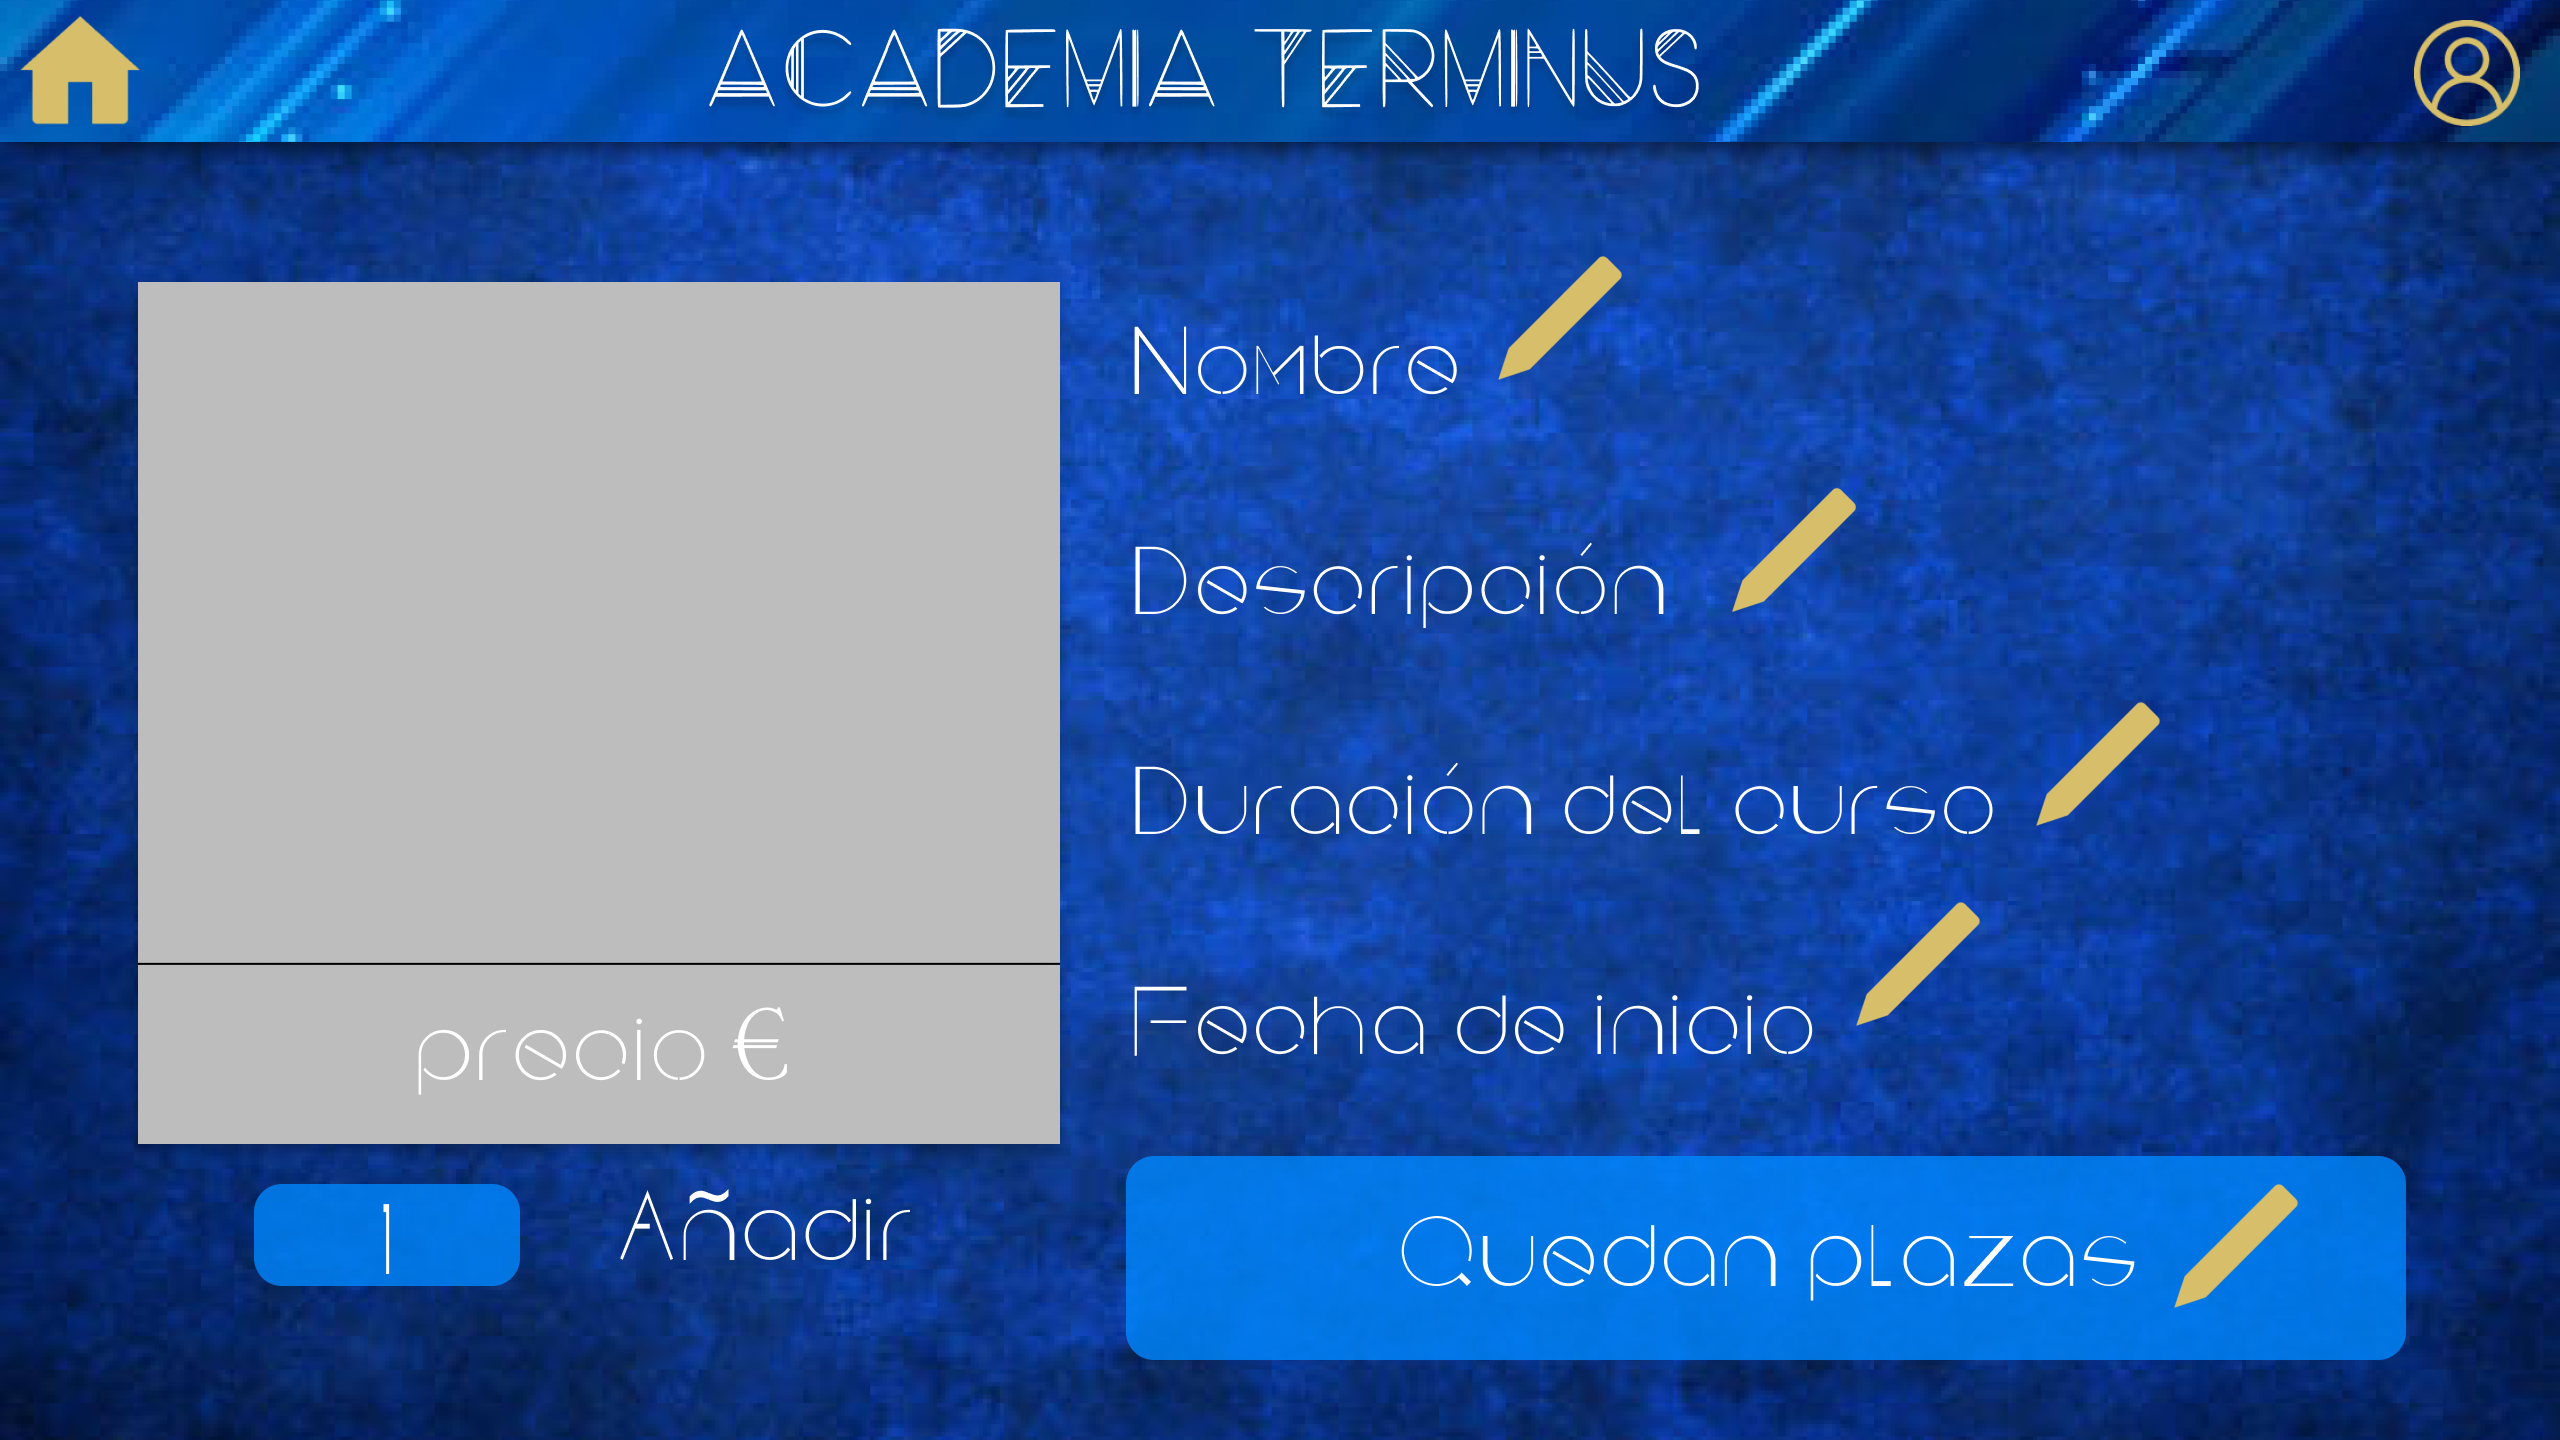 ACADEMIA TERMINUS
Nombre
Descripción
Duración del curso
Fecha de inicio
precio €
1
Añadir
Quedan plazas